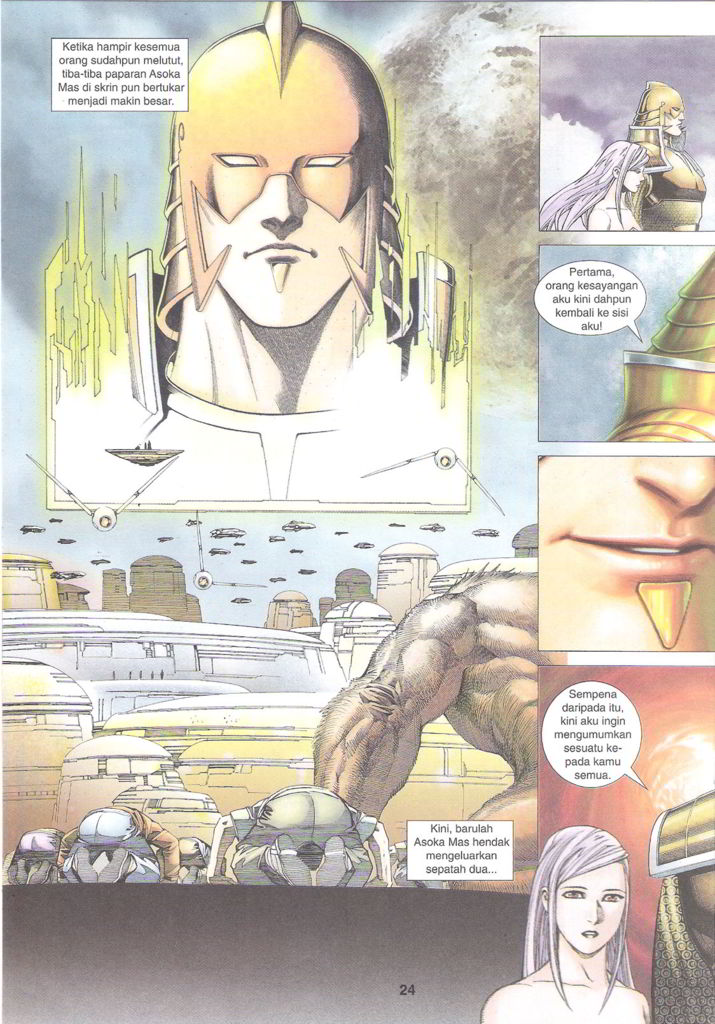 Ketika hampir kesemua
orang sudahpun melutut,
tiba-tiba paparan Asoka
Mas di skrin pun bertukar
menjadi makin besar.
Pertama,
orang kesayangan
aku kini dahpun
kembali ke sisi
aku!
Sempena
daripada itu,
kini aku ingin
mengumumkan
sesuatu ke-
pada kamu
semua.
Kini, barulah
Asoka Mas hendak
mengeluarkan
sepatah dua...
24